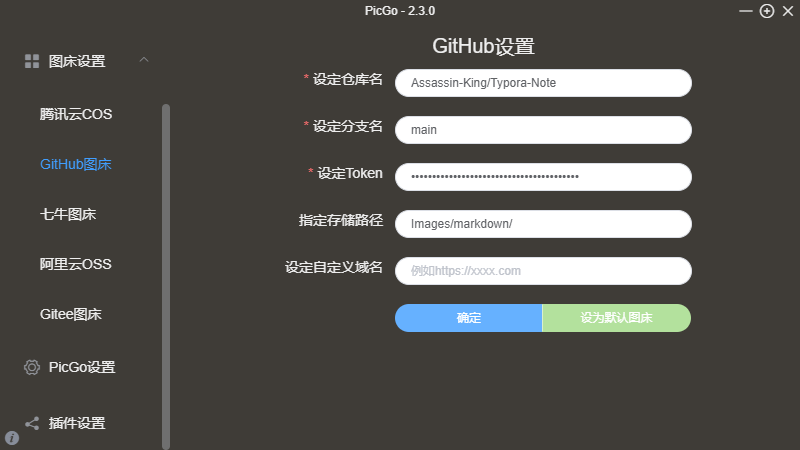 PicGo - 2.3.0
图床设置
腾讯云COS
GitHub图床
七牛图床
阿里云OSS
Gitee图床
PicGo设置
插件设置
GitHub设置
* 设定仓库名
Assassin-King/Typora-Note
* 设定分支名
main
* 设定Token
指定存储路径
Images/markdown/
设定自定义域名
例如https://xxxx.com
确定
设为默认图床